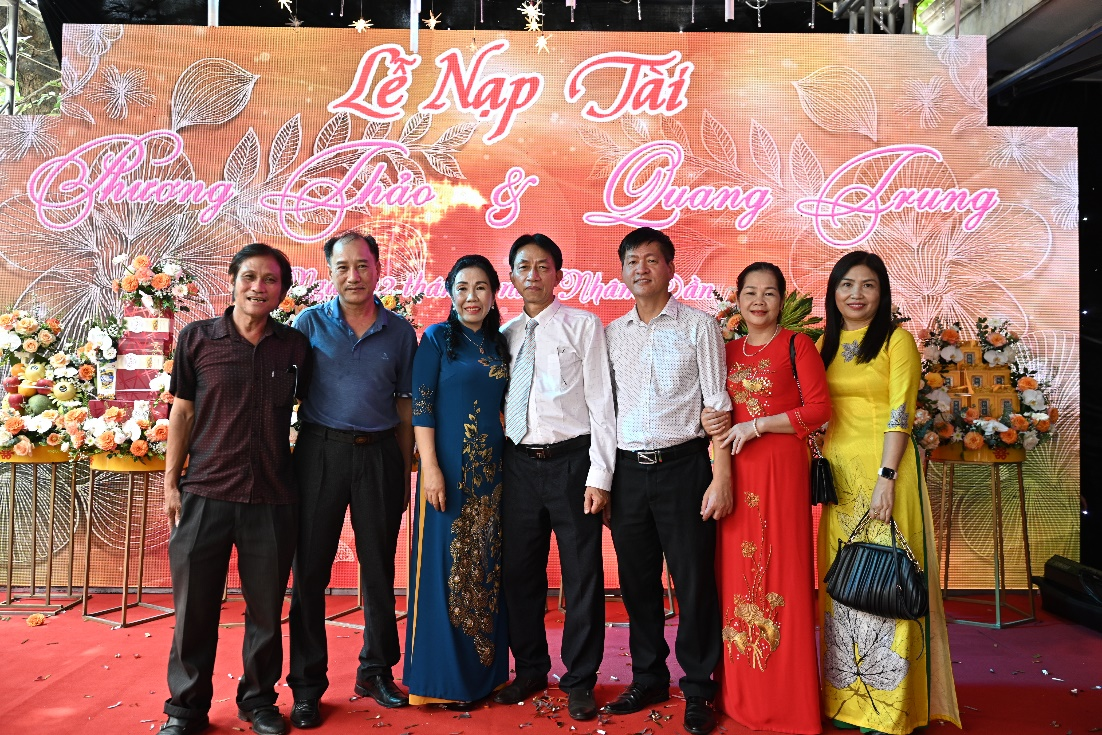 Lễ Nạp Tài
Phương Thảo & Quang Trung
Nhâm Dần